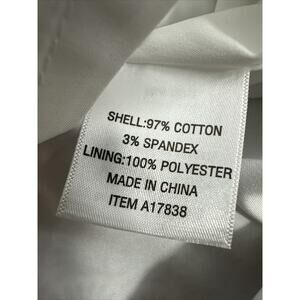 SHELL:97% COTTON
3% SPANDEX
LINING:100% POLYESTER
MADE IN CHINA
ITEM A17838